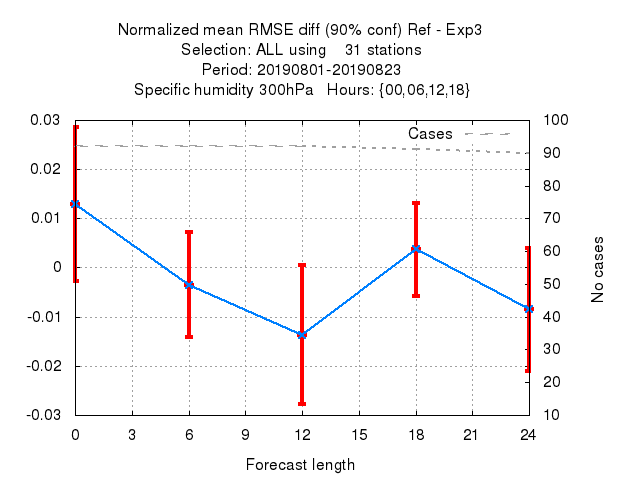 Normalized mean RMSE diff (90% conf) Ref - Exp3
Selection: ALL using 31 stations
Period: 20190801-20190823
Specific humidity 300hPa Hours: {00,06,12,18}
0.03
0.02
0.01
0
-0.01
-0.02
-0.03
Cases
100
90
80
70
60
50
40
30
20
10
No cases
0 3 6 9 12 15 18 21 24
Forecast length